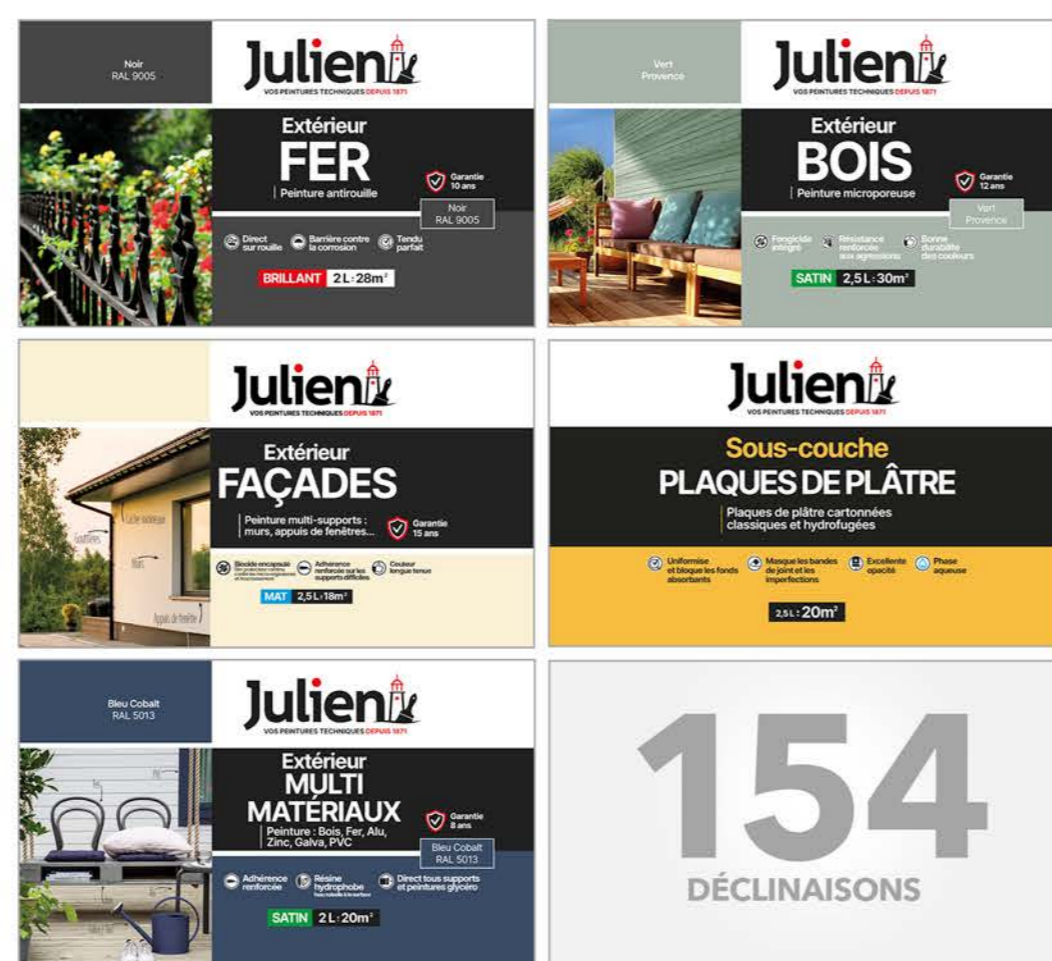 Noir
RAL 9005
Julien
VOS PEINTURES TECHNIQUES DEPUIS 1871
Extérieur
FER
Peinture antirouille
Garantie
10 ans
Noir
RAL 9005
Direct
sur rouille
Barrière contre
la corrosion
Tendu
parfait
BRILLANT 2 L : 28m²
Vert
Provence
Julien
VOS PEINTURES TECHNIQUES DEPUIS 1871
Extérieur
BOIS
Peinture microporeuse
Garantie
12 ans
Vert
Provence
Fongicide
intégré
Résistance
renforcée
aux agressions
Bonne
durabilité
des couleurs
SATIN 2,5 L : 30m²
Julien
VOS PEINTURES TECHNIQUES DEPUIS 1871
Extérieur
FAÇADES
Peinture multi-supports :
murs, appuis de fenêtres...
Garantie
15 ans
Gouttières
Murs
Appuis de fenêtre
Biocide encapsulé
Adhérence
renforcée sur les
supports difficiles
Couleur
longue tenue
MAT 2,5 L : 18m²
Julien
VOS PEINTURES TECHNIQUES DEPUIS 1871
Sous-couche
PLAQUES DE PLÂTRE
Plaques de plâtre cartonnées
classiques et hydrofugées
Uniformise
et bloque les fonds
absorbants
Masque les bandes
de joint et les
imperfections
Excellente
opacité
Phase
aqueuse
2,5 L : 20m²
Bleu Cobalt
RAL 5013
Julien
VOS PEINTURES TECHNIQUES DEPUIS 1871
Extérieur
MULTI
MATÉRIAUX
Peinture : Bois, Fer, Alu,
Zinc, Galva, PVC
Garantie
8 ans
Bleu Cobalt
RAL 5013
Adhérence
renforcée
Résine
hydrophobe
Direct tous supports
et peintures glycéro
SATIN 2 L : 20m²
154
DÉCLINAISONS